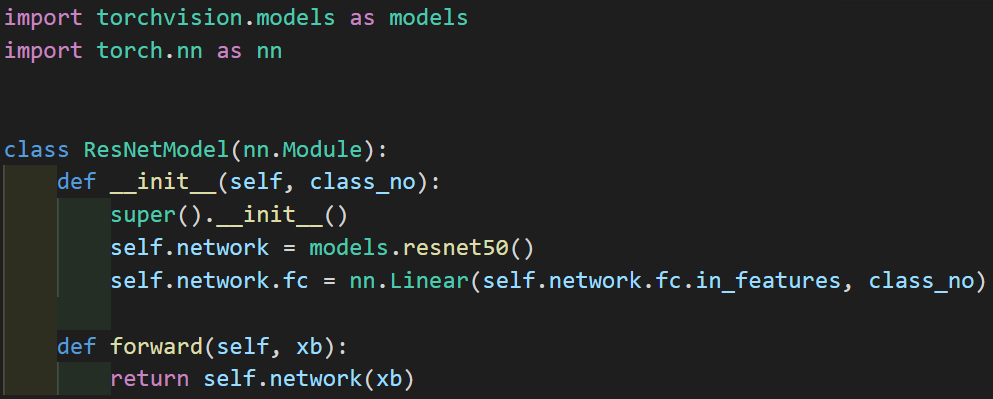 import torchvision.models as models
import torch.nn as nn
class ResNetModel(nn.Module):
    def __init__(self, class_no):
        super().__init__()
        self.network = models.resnet50()
        self.network.fc = nn.Linear(self.network.fc.in_features, class_no)
    def forward(self, xb):
        return self.network(xb)